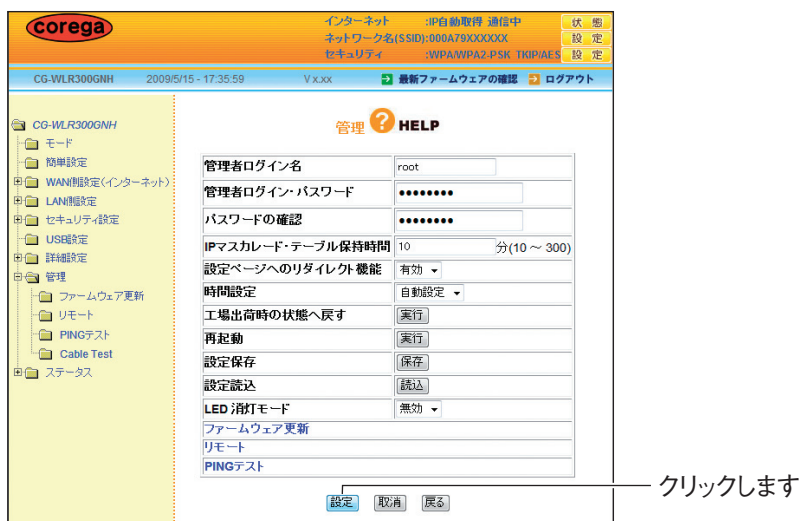 corega
インターネット :IP自動取得 通信中 状 態
ネットワーク名(SSID):000A79XXXXXX 設 定
セキュリティ :WPA/WPA2-PSK TKIP/AES 設 定
CG-WLR300GNH 2009/5/15 - 17:35:59 V x.xx 最新ファームウェアの確認 ログアウト
CG-WLR300GNH
モード
簡単設定
WAN側設定(インターネット)
LAN側設定
セキュリティ設定
USB設定
詳細設定
管理
ファームウェア更新
リモート
PINGテスト
Cable Test
ステータス
管理 ? HELP
管理者ログイン名 root
管理者ログイン・パスワード ●●●●●●●●
パスワードの確認 ●●●●●●●●
IPマスカレード・テーブル保持時間 10 分(10 ～ 300)
設定ページへのリダイレクト機能 有効
時間設定 自動設定
工場出荷時の状態へ戻す 実行
再起動 実行
設定保存 保存
設定読込 読込
LED 消灯モード 無効
ファームウェア更新
リモート
PINGテスト
設定 取消 戻る
クリックします